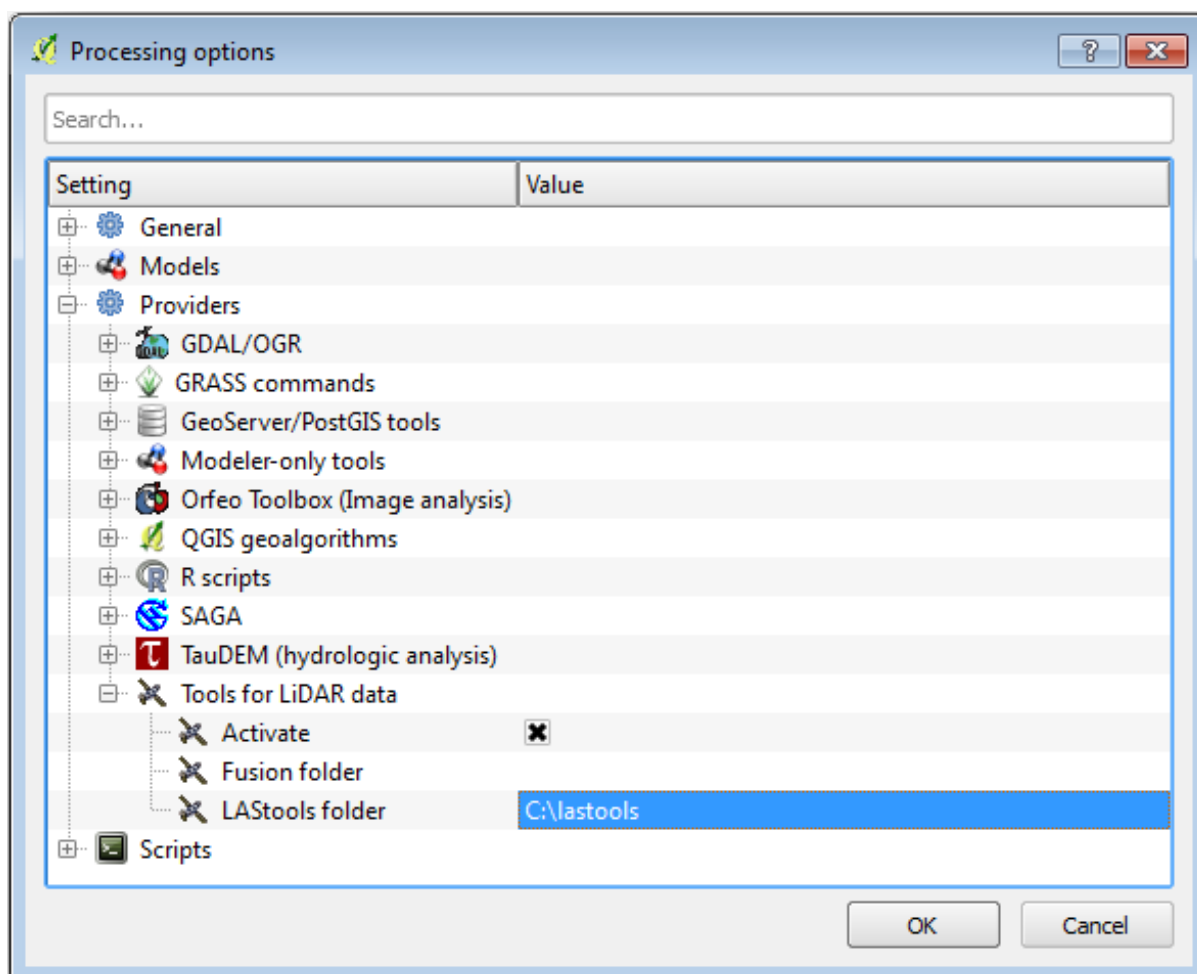 Processing options
Search...
Setting Value
General
Models
Providers
GDAL/OGR
GRASS commands
GeoServer/PostGIS tools
Modeler-only tools
Orfeo Toolbox (Image analysis)
QGIS geoalgorithms
R scripts
SAGA
TauDEM (hydrologic analysis)
Tools for LiDAR data
Activate
Fusion folder
LAStools folder C:\lastools
Scripts
OK Cancel